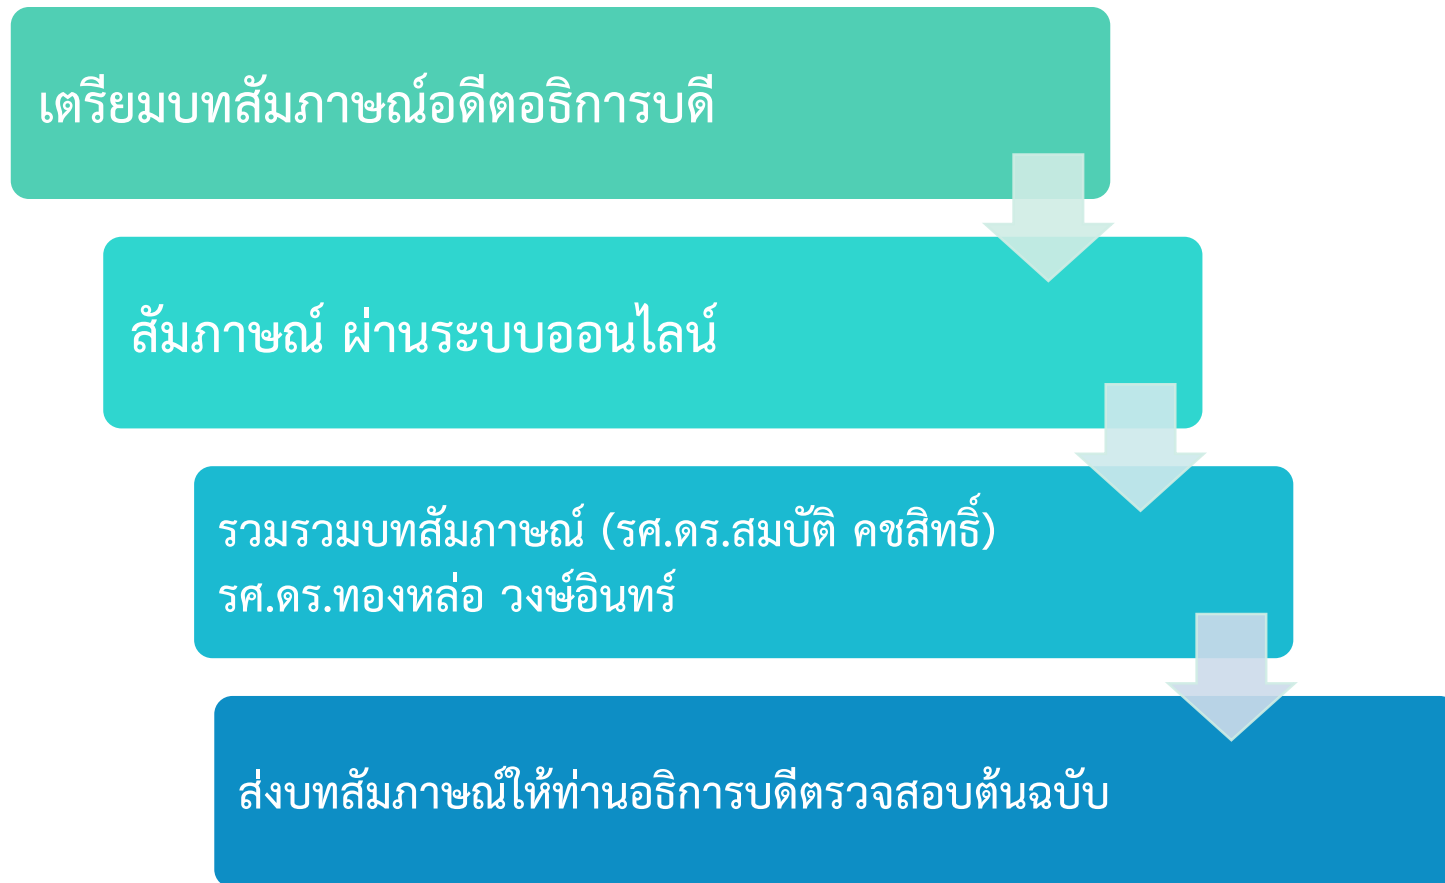 เตรียมบทสัมภาษณ์อดีตอธิการบดี
สัมภาษณ์ ผ่านระบบออนไลน์
รวมรวมบทสัมภาษณ์ (รศ.ดร.สมบัติ คชสิทธิ์)
รศ.ดร.ทองหล่อ วงษ์อินทร์
ส่งบทสัมภาษณ์ให้ท่านอธิการบดีตรวจสอบต้นฉบับ